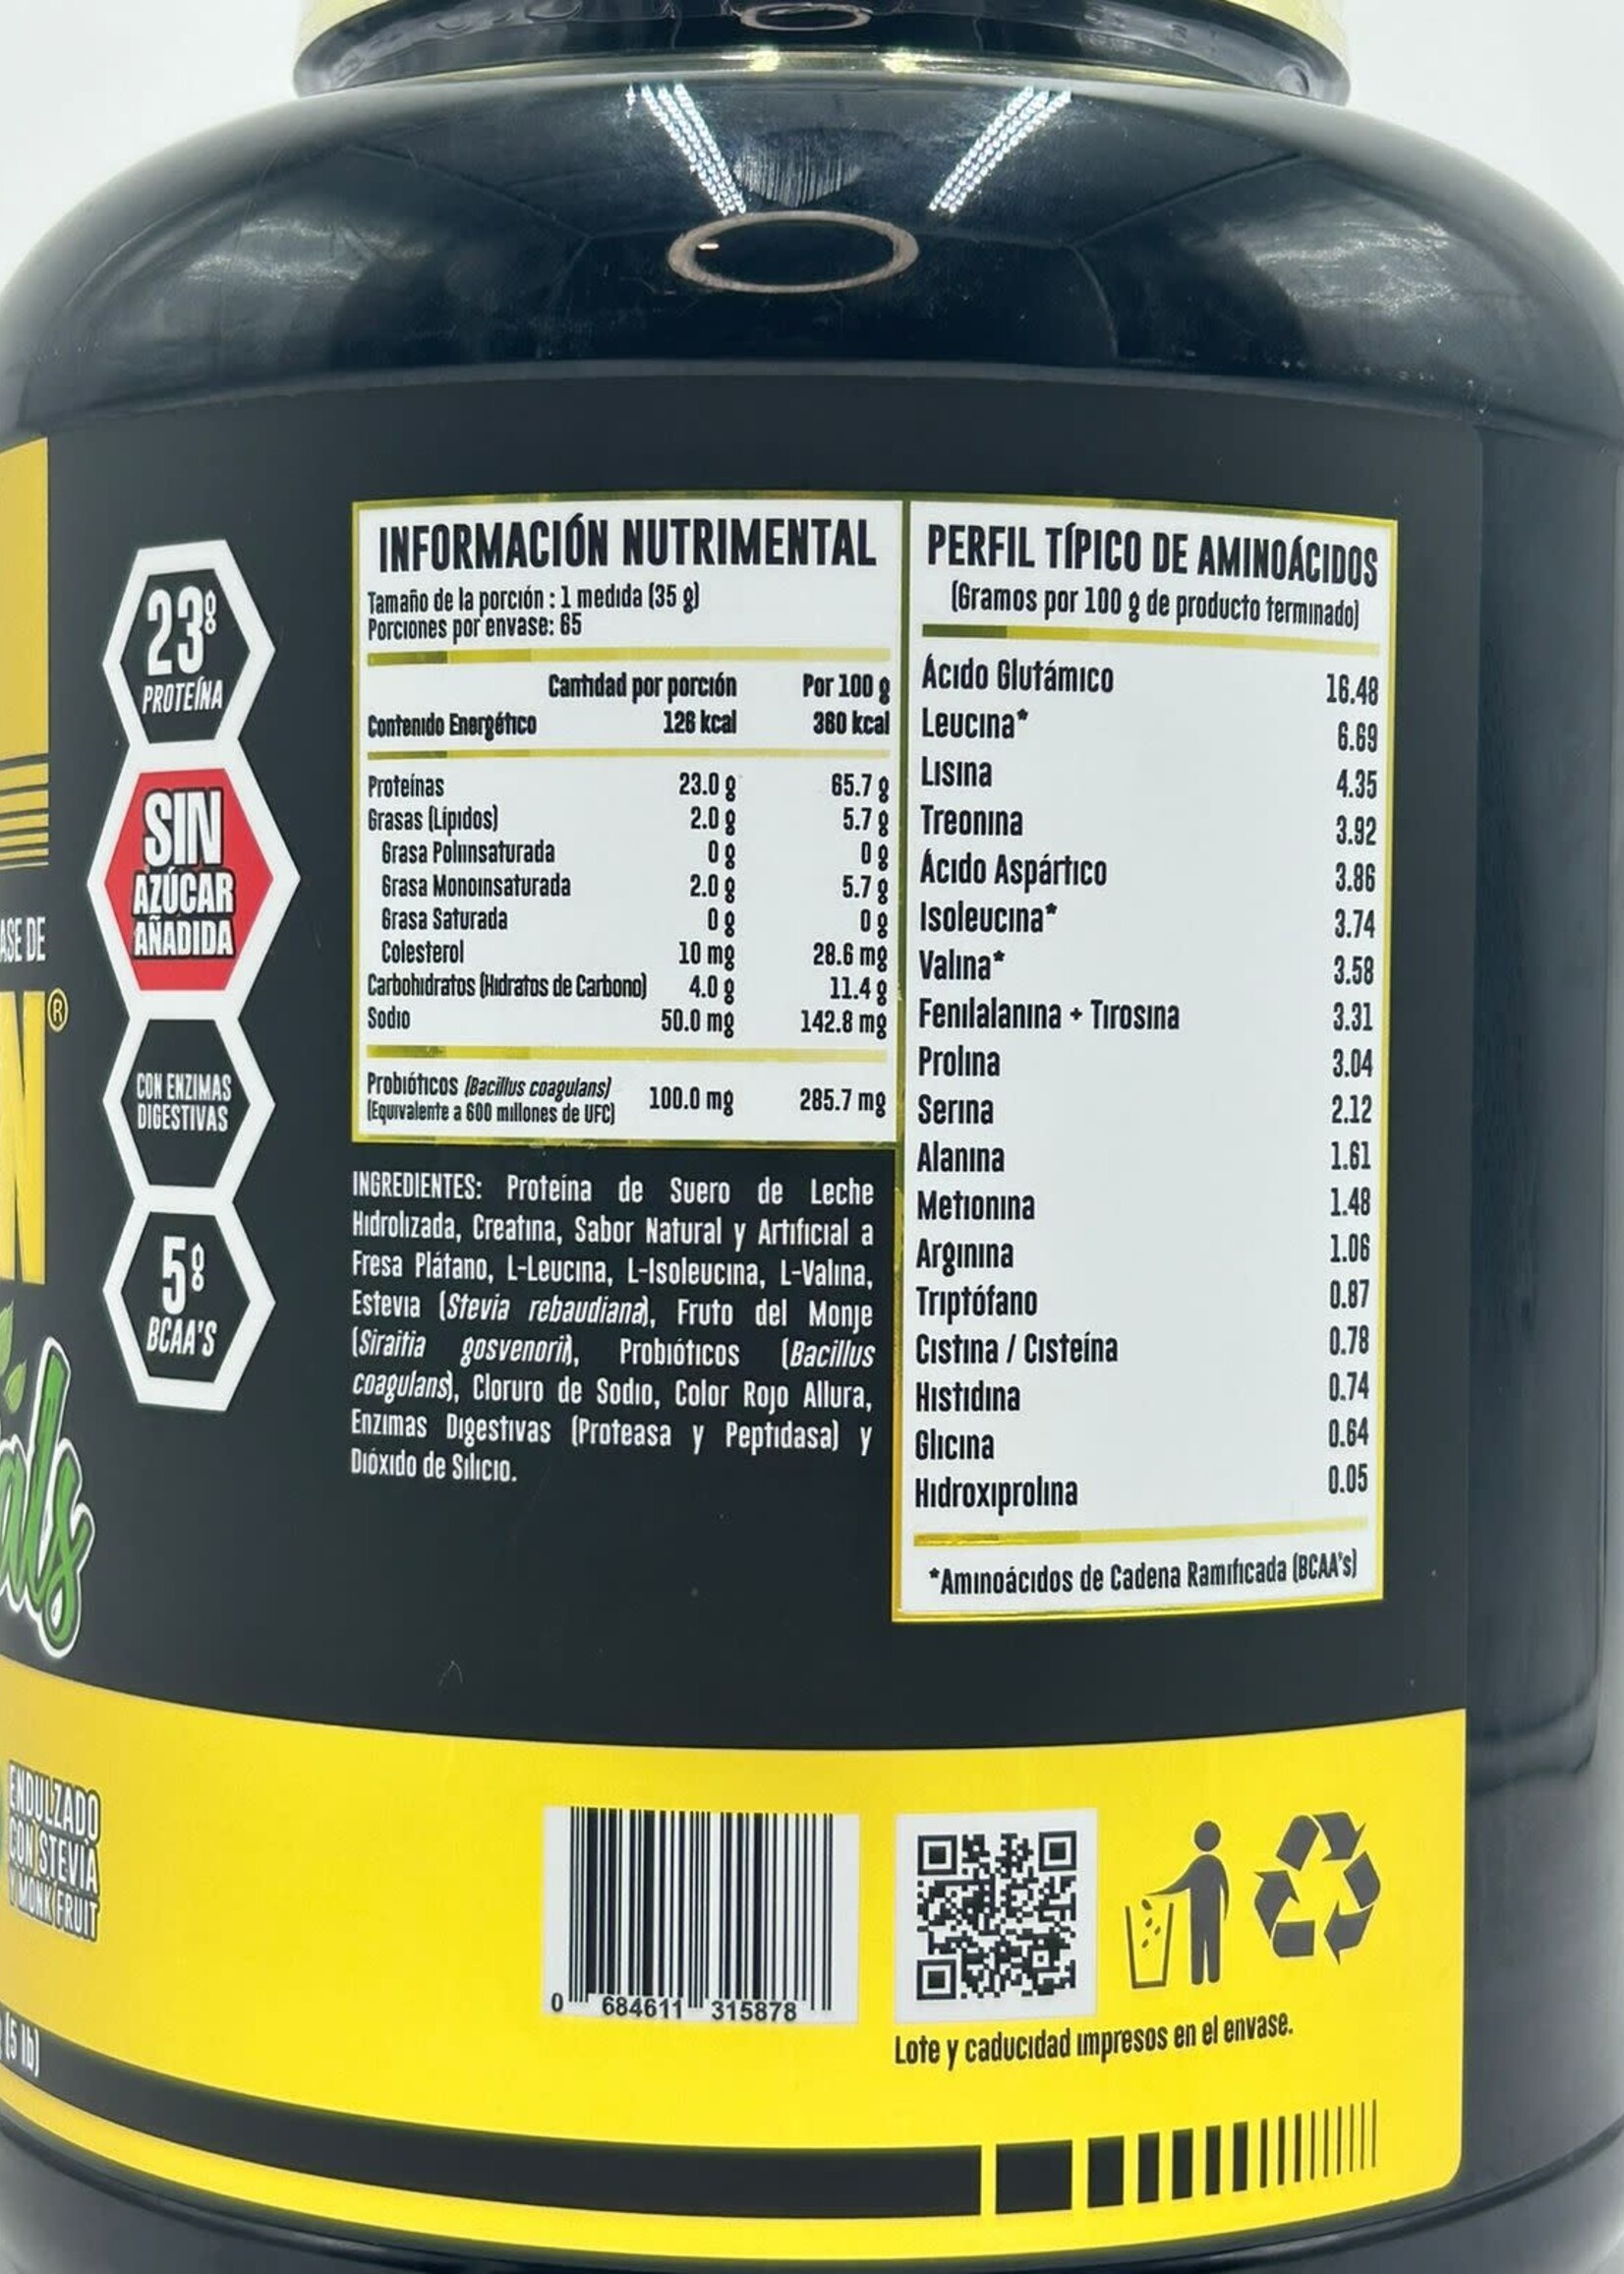 23g
PROTEÍNA
SIN
AZÚCAR
AÑADIDA
CON ENZIMAS
DIGESTIVAS
5g
BCAA'S
ASE DE
N®
als
ENDULZADO
CON STEVIA
Y MONK FRUIT
(5 lb)
INFORMACIÓN NUTRIMENTAL
Tamaño de la porción : 1 medida (35 g)
Porciones por envase: 65
Cantidad por porción Por 100 g
Contenido Energético 126 kcal 360 kcal
Proteínas 23.0 g 65.7 g
Grasas (Lípidos) 2.0 g 5.7 g
Grasa Poliinsaturada 0 g 0 g
Grasa Monoinsaturada 2.0 g 5.7 g
Grasa Saturada 0 g 0 g
Colesterol 10 mg 28.6 mg
Carbohidratos (Hidratos de Carbono) 4.0 g 11.4 g
Sodio 50.0 mg 142.8 mg
Probióticos (Bacillus coagulans) 100.0 mg 285.7 mg
(Equivalente a 600 millones de UFC)
INGREDIENTES: Proteína de Suero de Leche
Hidrolizada, Creatina, Sabor Natural y Artificial a
Fresa Plátano, L-Leucina, L-Isoleucina, L-Valina,
Estevia (Stevia rebaudiana), Fruto del Monje
(Siraitia gosvenorii), Probióticos (Bacillus
coagulans), Cloruro de Sodio, Color Rojo Allura,
Enzimas Digestivas (Proteasa y Peptidasa) y
Dióxido de Silicio.
PERFIL TÍPICO DE AMINOÁCIDOS
(Gramos por 100 g de producto terminado)
Ácido Glutámico 16.48
Leucina* 6.69
Lisina 4.35
Treonina 3.92
Ácido Aspártico 3.86
Isoleucina* 3.74
Valina* 3.58
Fenilalanina + Tirosina 3.31
Prolina 3.04
Serina 2.12
Alanina 1.61
Metionina 1.48
Arginina 1.06
Triptófano 0.87
Cistina / Cisteína 0.78
Histidina 0.74
Glicina 0.64
Hidroxiprolina 0.05
*Aminoácidos de Cadena Ramificada (BCAA's)
0 684611 315878
Lote y caducidad impresos en el envase.